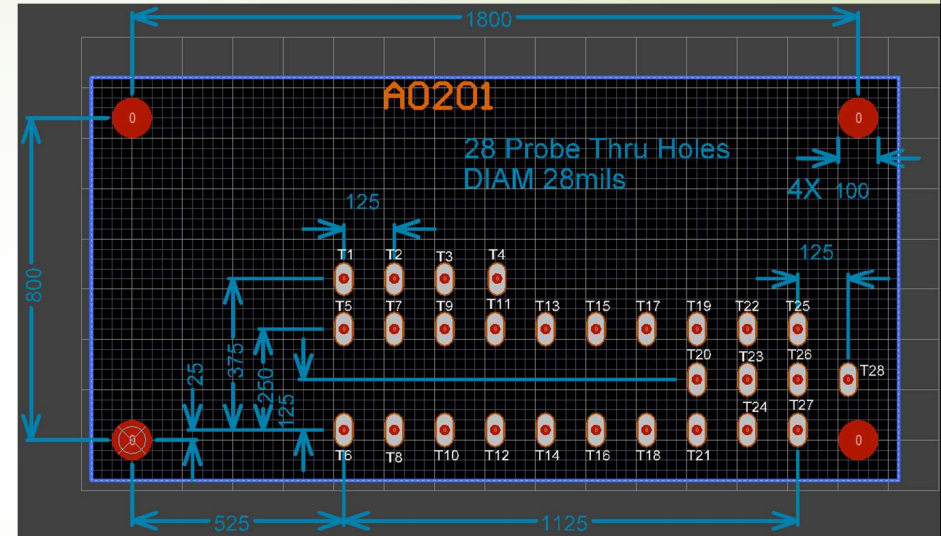 1800
0
A0201
0
28 Probe Thru Holes
DIAM 28mils
4X 100
125
125
T1 T2 T3 T4
800
T5 T7 T9 T11 T13 T15 T17 T19 T22 T25
375
250
125
25
T20 T23 T26 T28
T24 T27
0
0
T6 T8 T10 T12 T14 T16 T18 T21
525
1125